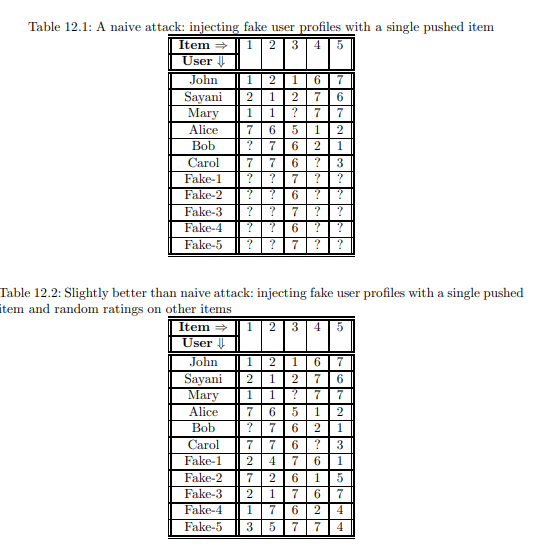 Table 12.1: A naive attack: injecting fake user profiles with a single pushed item
Item ⇒ 1 2 3 4 5
User ⇓
John 1 2 1 6 7
Sayani 2 1 2 7 6
Mary 1 1 ? 7 7
Alice 7 6 5 1 2
Bob ? 7 6 2 1
Carol 7 7 6 ? 3
Fake-1 ? ? 7 ? ?
Fake-2 ? ? 6 ? ?
Fake-3 ? ? 7 ? ?
Fake-4 ? ? 6 ? ?
Fake-5 ? ? 7 ? ?
Table 12.2: Slightly better than naive attack: injecting fake user profiles with a single pushed
item and random ratings on other items
Item ⇒ 1 2 3 4 5
User ⇓
John 1 2 1 6 7
Sayani 2 1 2 7 6
Mary 1 1 ? 7 7
Alice 7 6 5 1 2
Bob ? 7 6 2 1
Carol 7 7 6 ? 3
Fake-1 2 4 7 6 1
Fake-2 7 2 6 1 5
Fake-3 2 1 7 6 7
Fake-4 1 7 6 2 4
Fake-5 3 5 7 7 4